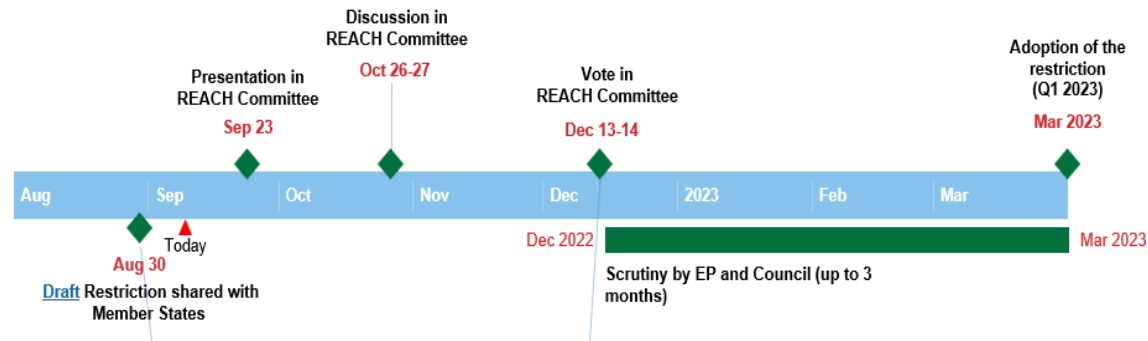 Discussion in
REACH Committee
Oct 26-27
Presentation in
REACH Committee
Sep 23
Vote in
REACH Committee
Dec 13-14
Adoption of the
restriction
(Q1 2023)
Mar 2023
Aug
Sep
Oct
Nov
Dec
2023
Feb
Mar
Today
Aug 30
Draft Restriction shared with
Member States
Dec 2022
Mar 2023
Scrutiny by EP and Council (up to 3
months)